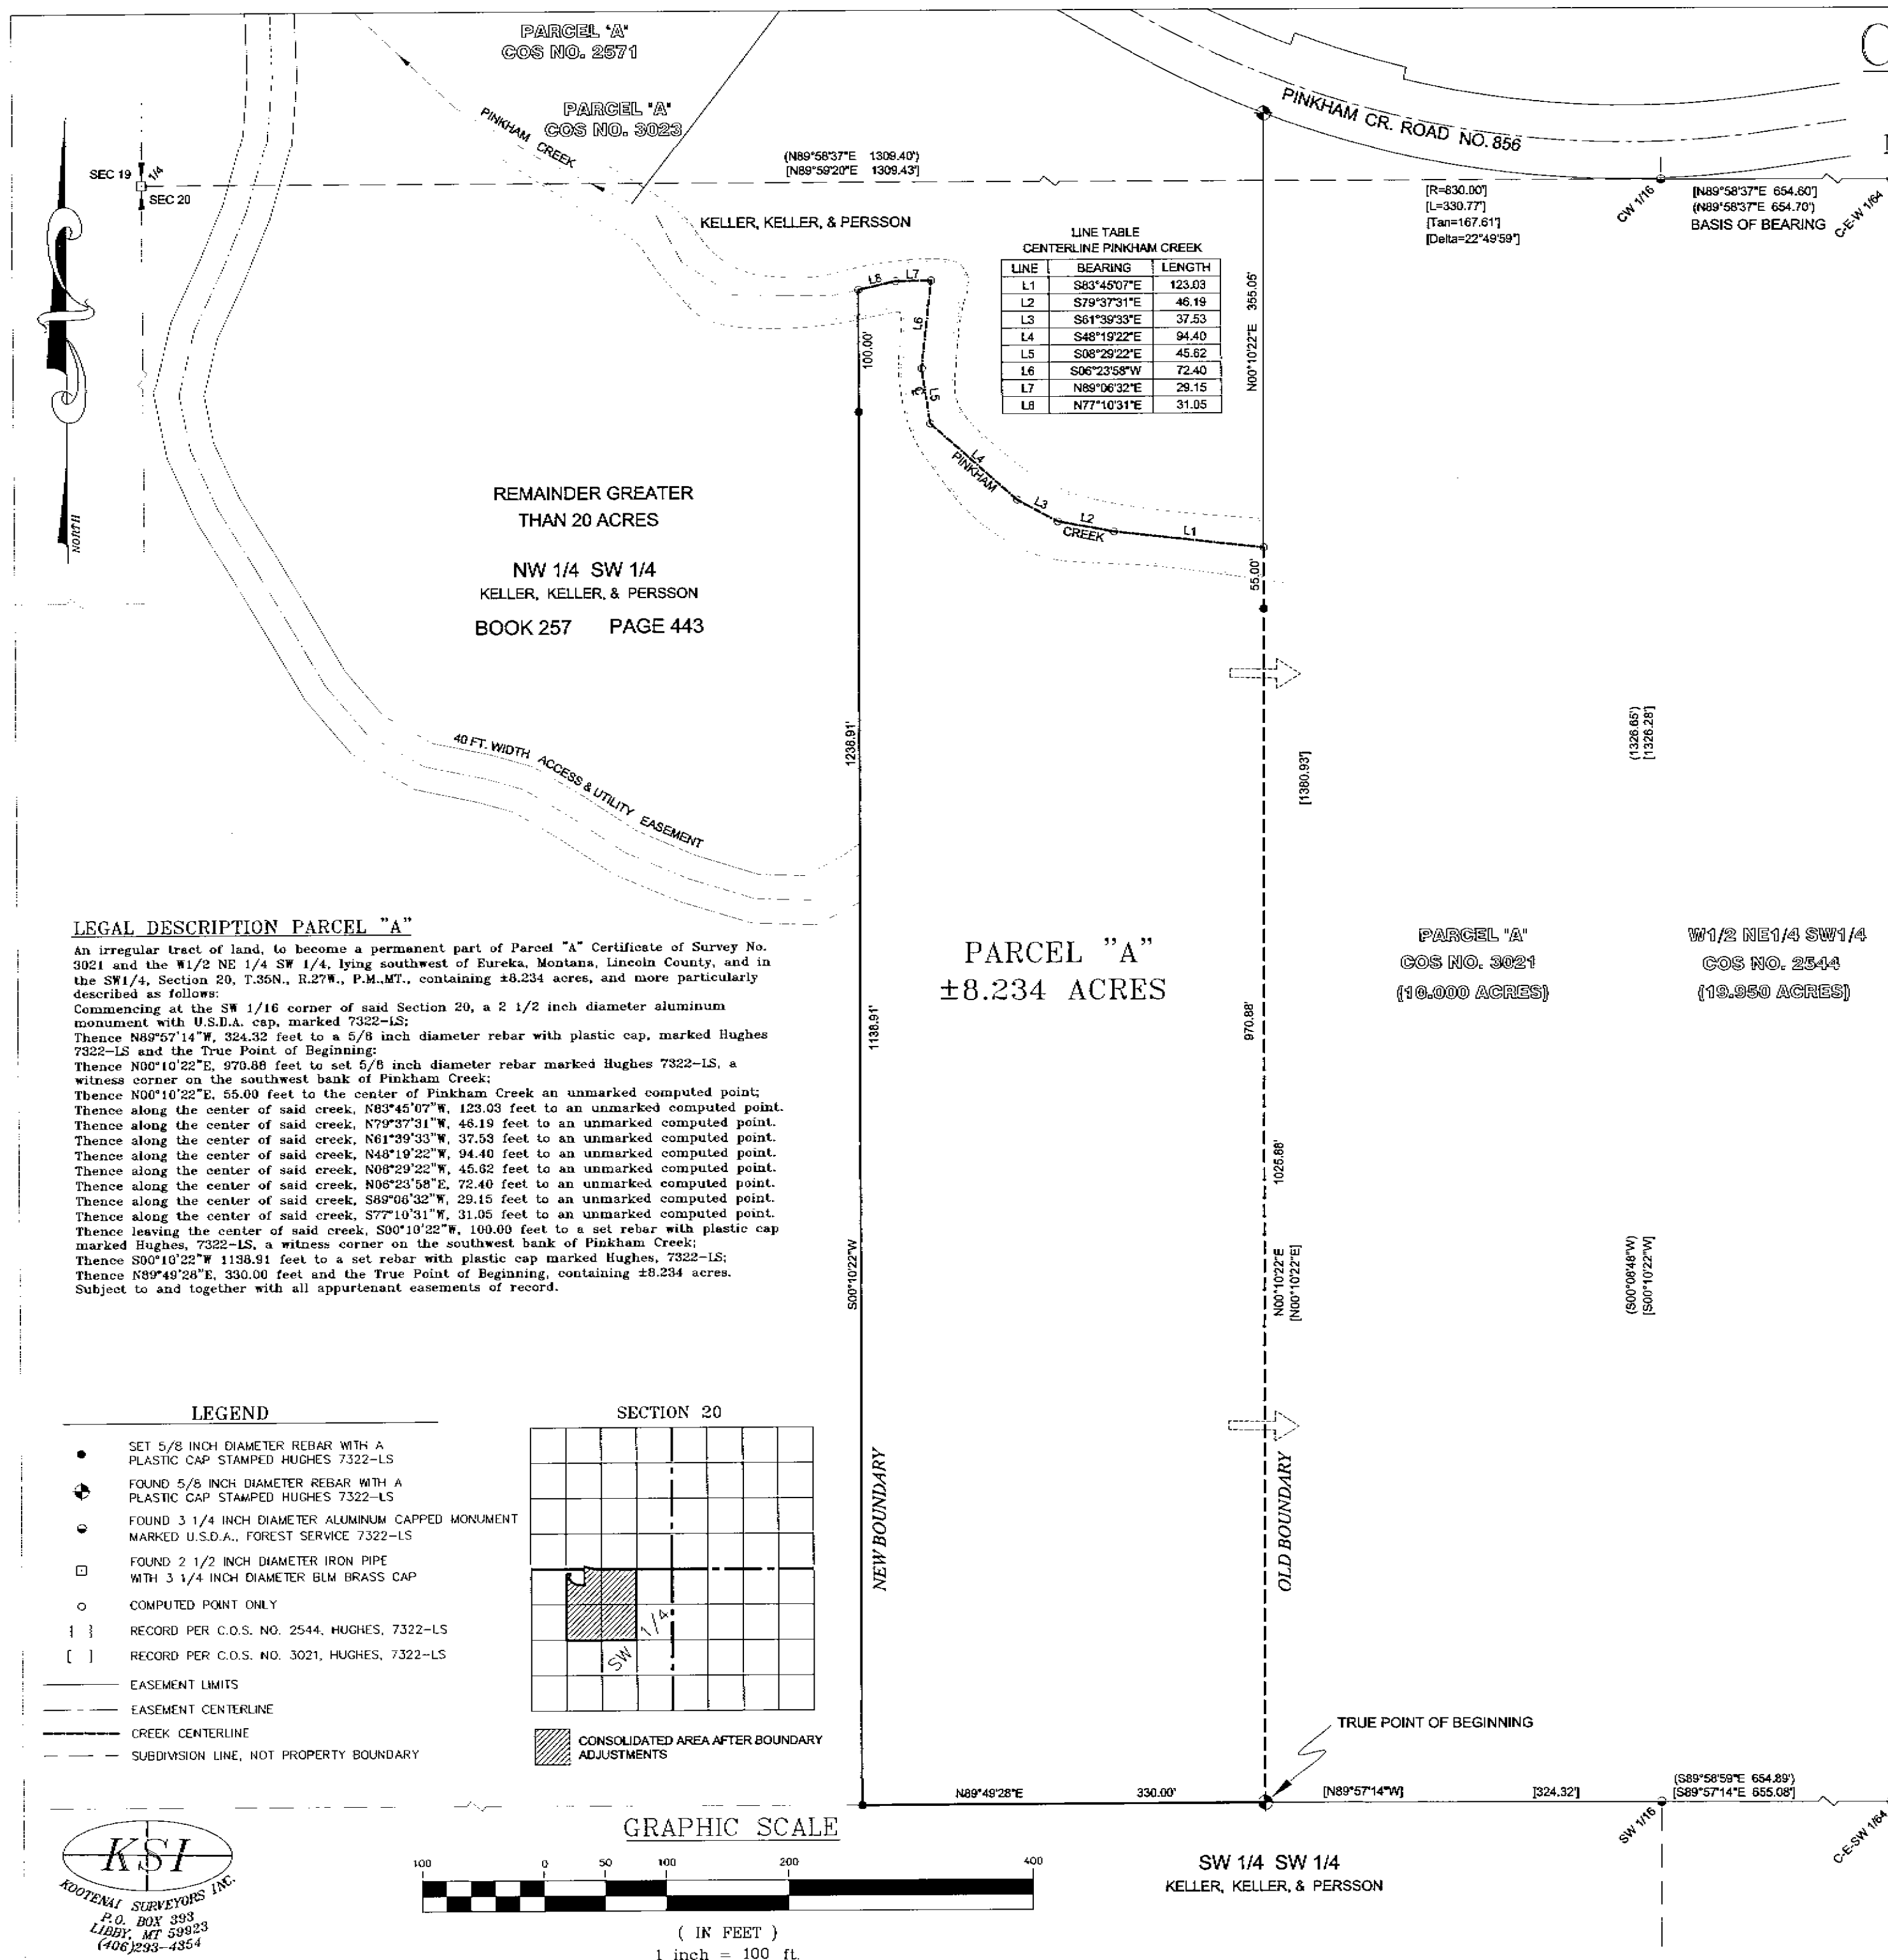 PARCEL "A"
COS NO. 2571
PARCEL "A"
COS NO. 3023
PINKHAM CREEK
SEC 19
1/4
SEC 20
(N89°58'37"E 1309.40')
[N89°59'20"E 1309.43']
KELLER, KELLER, & PERSSON
PINKHAM CR. ROAD NO. 856
[R=830.00']
[L=330.77']
[Tan=167.61']
[Delta=22°49'59"]
CW 1/16
[N89°58'37"E 654.60']
(N89°58'37"E 654.70')
BASIS OF BEARING
C-E-W 1/64
LINE TABLE
CENTERLINE PINKHAM CREEK
LINE BEARING LENGTH
L1 S83°45'07"E 123.03
L2 S79°37'31"E 46.19
L3 S61°39'33"E 37.53
L4 S48°19'22"E 94.40
L5 S08°29'22"E 45.62
L6 S06°23'58"W 72.40
L7 N89°06'32"E 29.15
L8 N77°10'31"E 31.05
N00°10'22"E 355.05'
L8
L7
L6
L5
L4
L3
L2
L1
PINKHAM
CREEK
100.00'
55.00'
NORTH
REMAINDER GREATER
THAN 20 ACRES
NW 1/4 SW 1/4
KELLER, KELLER, & PERSSON
BOOK 257 PAGE 443
40 FT. WIDTH ACCESS & UTILITY EASEMENT
1238.91'
[1380.93']
(1326.65')
[1326.28']
LEGAL DESCRIPTION PARCEL "A"
An irregular tract of land, to become a permanent part of Parcel "A" Certificate of Survey No.
3021 and the W1/2 NE 1/4 SW 1/4, lying southwest of Eureka, Montana, Lincoln County, and in
the SW1/4, Section 20, T.35N., R.27W., P.M.,MT., containing ±8.234 acres, and more particularly
described as follows:
Commencing at the SW 1/16 corner of said Section 20, a 2 1/2 inch diameter aluminum
monument with U.S.D.A. cap, marked 7322-LS;
Thence N89°57'14"W, 324.32 feet to a 5/8 inch diameter rebar with plastic cap, marked Hughes
7322-LS and the True Point of Beginning:
Thence N00°10'22"E, 970.88 feet to set 5/8 inch diameter rebar marked Hughes 7322-LS, a
witness corner on the southwest bank of Pinkham Creek;
Thence N00°10'22"E, 55.00 feet to the center of Pinkham Creek an unmarked computed point;
Thence along the center of said creek, N83°45'07"W, 123.03 feet to an unmarked computed point.
Thence along the center of said creek, N79°37'31"W, 46.19 feet to an unmarked computed point.
Thence along the center of said creek, N61°39'33"W, 37.53 feet to an unmarked computed point.
Thence along the center of said creek, N48°19'22"W, 94.40 feet to an unmarked computed point.
Thence along the center of said creek, N08°29'22"W, 45.62 feet to an unmarked computed point.
Thence along the center of said creek, N06°23'58"E, 72.40 feet to an unmarked computed point.
Thence along the center of said creek, S89°06'32"W, 29.15 feet to an unmarked computed point.
Thence along the center of said creek, S77°10'31"W, 31.05 feet to an unmarked computed point.
Thence leaving the center of said creek, S00°10'22"W, 100.00 feet to a set rebar with plastic cap
marked Hughes, 7322-LS, a witness corner on the southwest bank of Pinkham Creek;
Thence S00°10'22"W 1138.91 feet to a set rebar with plastic cap marked Hughes, 7322-LS;
Thence N89°49'28"E, 330.00 feet and the True Point of Beginning, containing ±8.234 acres.
Subject to and together with all appurtenant easements of record.
PARCEL "A"
±8.234 ACRES
PARCEL "A"
COS NO. 3021
(10.000 ACRES)
W1/2 NE1/4 SW1/4
COS NO. 2544
(19.950 ACRES)
1138.91'
970.88'
1025.88'
S00°10'22"W
N00°10'22"E
[N00°10'22"E]
(S00°08'48"W)
[S00°10'22"W]
NEW BOUNDARY
OLD BOUNDARY
LEGEND
SET 5/8 INCH DIAMETER REBAR WITH A
PLASTIC CAP STAMPED HUGHES 7322-LS
FOUND 5/8 INCH DIAMETER REBAR WITH A
PLASTIC CAP STAMPED HUGHES 7322-LS
FOUND 3 1/4 INCH DIAMETER ALUMINUM CAPPED MONUMENT
MARKED U.S.D.A., FOREST SERVICE 7322-LS
FOUND 2 1/2 INCH DIAMETER IRON PIPE
WITH 3 1/4 INCH DIAMETER BLM BRASS CAP
COMPUTED POINT ONLY
{ } RECORD PER C.O.S. NO. 2544, HUGHES, 7322-LS
[ ] RECORD PER C.O.S. NO. 3021, HUGHES, 7322-LS
EASEMENT LIMITS
EASEMENT CENTERLINE
CREEK CENTERLINE
SUBDIVISION LINE, NOT PROPERTY BOUNDARY
SECTION 20
SW 1/4
CONSOLIDATED AREA AFTER BOUNDARY
ADJUSTMENTS
TRUE POINT OF BEGINNING
N89°49'28"E 330.00'
[N89°57'14"W] [324.32']
(S89°58'59"E 654.89')
[S89°57'14"E 655.08']
SW 1/16
C-E-SW 1/64
SW 1/4 SW 1/4
KELLER, KELLER, & PERSSON
GRAPHIC SCALE
100 0 50 100 200 400
( IN FEET )
1 inch = 100 ft.
KSI
KOOTENAI SURVEYORS INC.
P.O. BOX 393
LIBBY, MT 59923
(406)293-4354